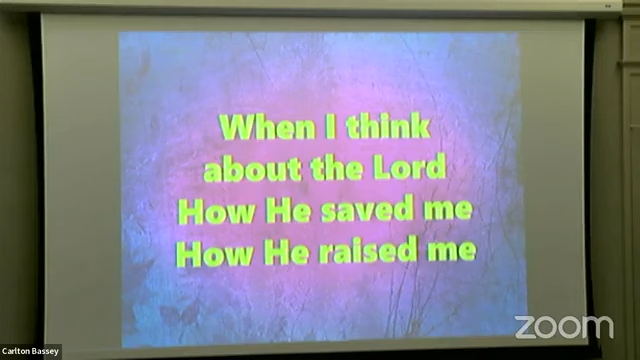 When I think
about the Lord
How He saved me
How He raised me
zoom
Carlton Bassey